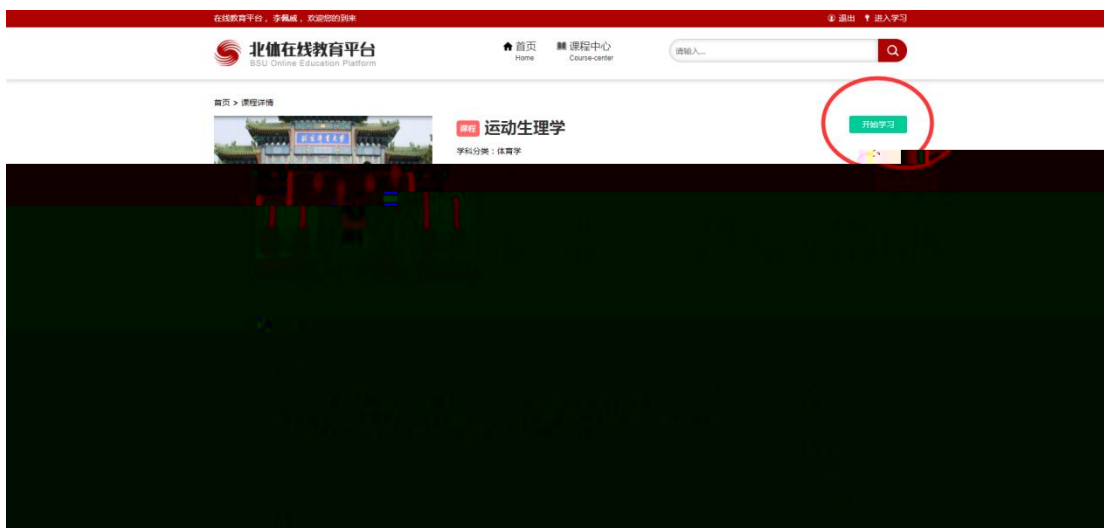 在线教育平台，李佩威，欢迎您的到来
退出 进入学习
北体在线教育平台
BSU Online Education Platform
首页
Home
课程中心
Course-center
请输入...
首页 > 课程详情
课程 运动生理学
开始学习
学科分类：体育学